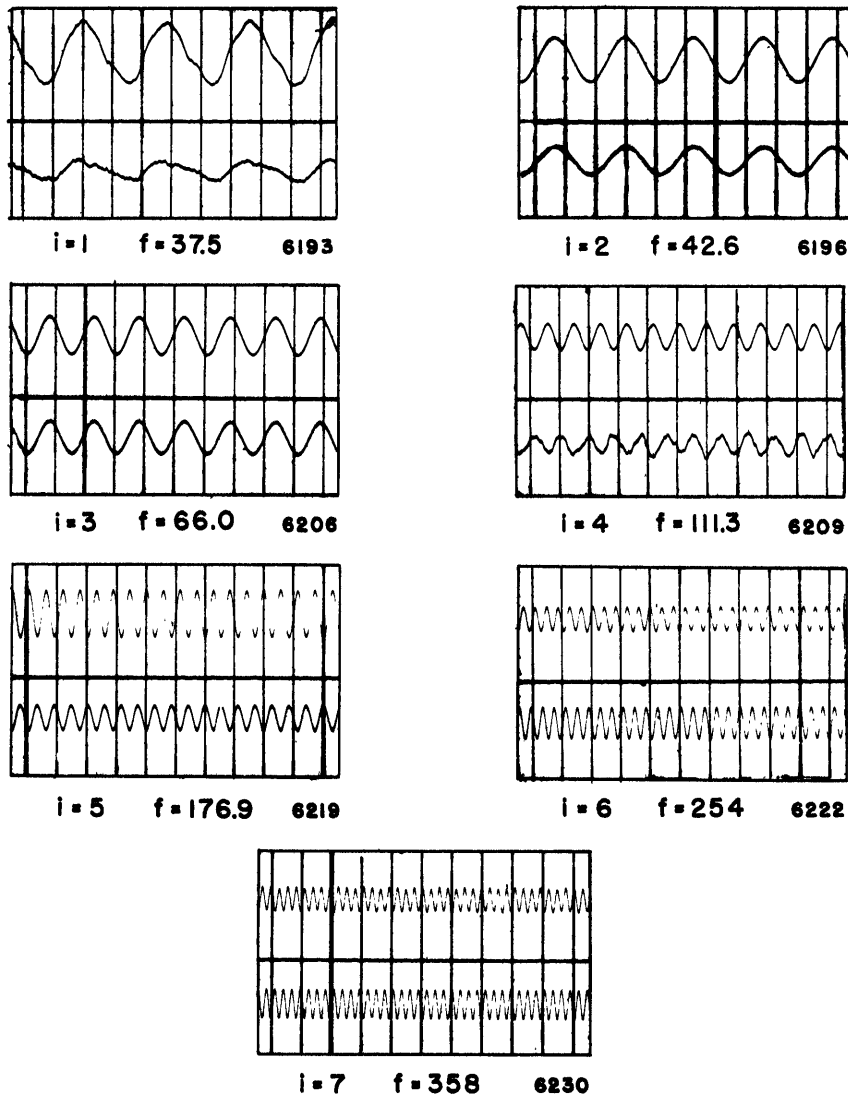 i = 1 f = 37.5 6193
i = 2 f = 42.6 6196
i = 3 f = 66.0 6206
i = 4 f = 111.3 6209
i = 5 f = 176.9 6219
i = 6 f = 254 6222
i = 7 f = 358 6230